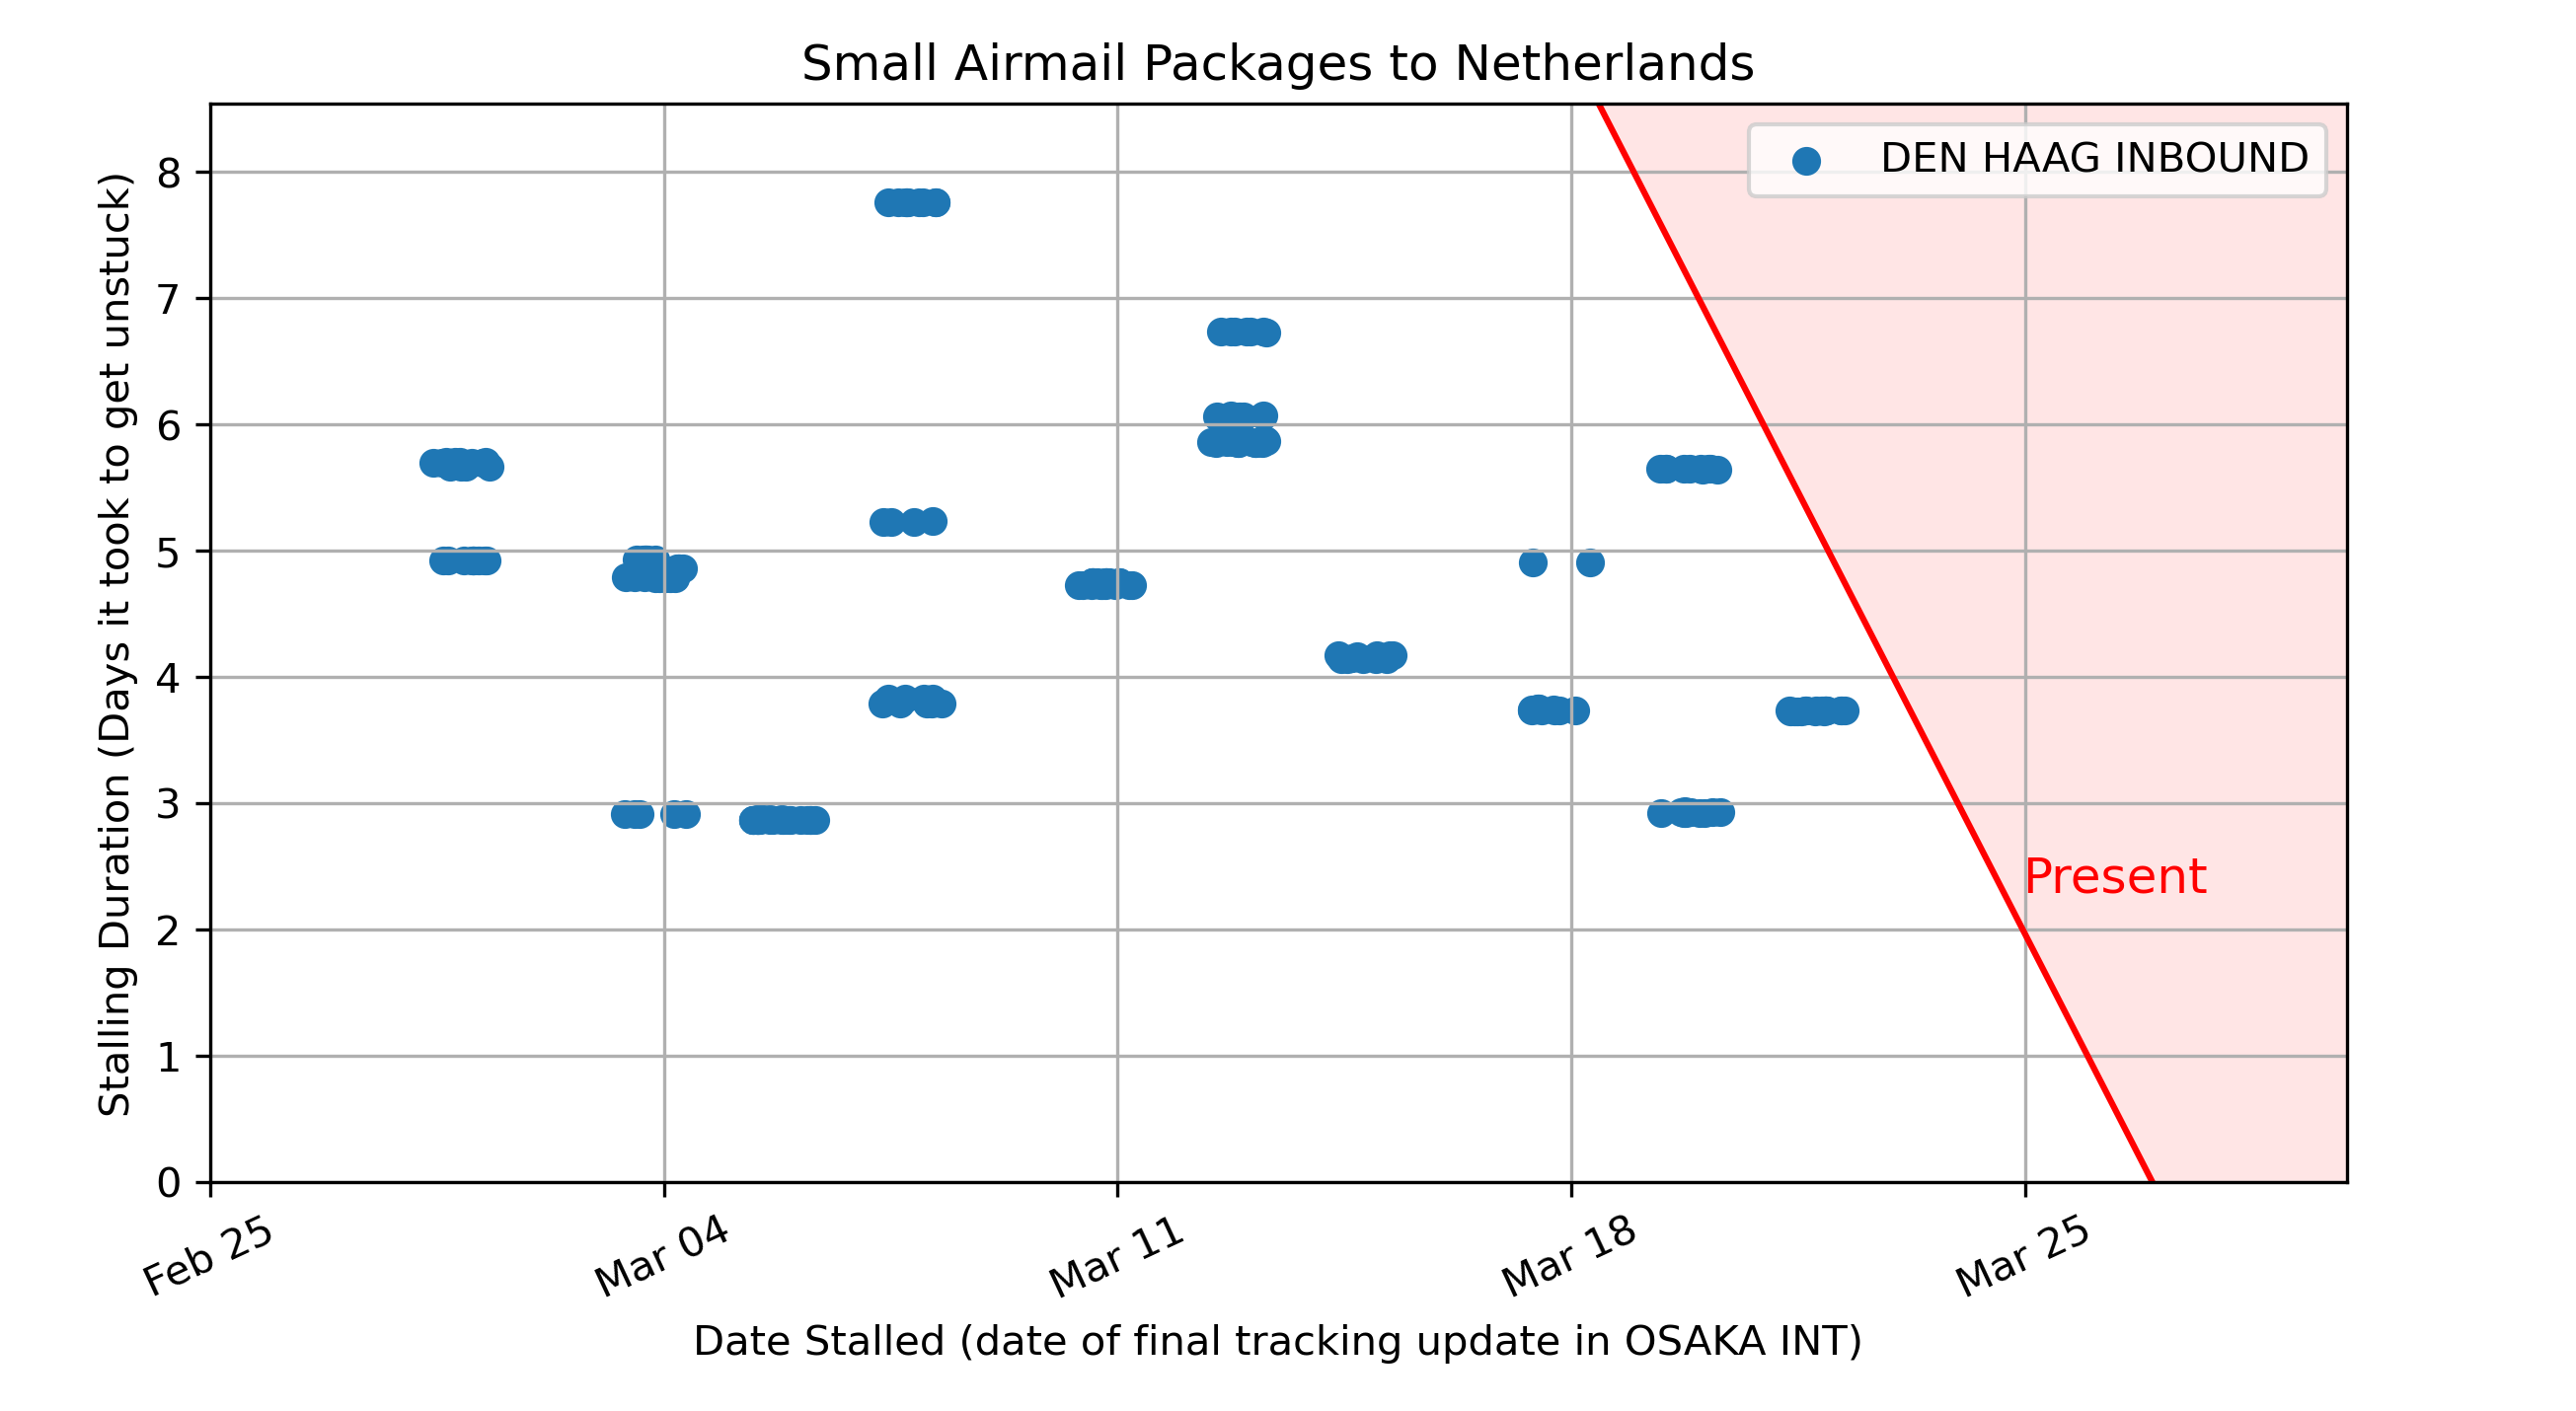 Small Airmail Packages to Netherlands
DEN HAAG INBOUND
Stalling Duration (Days it took to get unstuck)
8
7
6
5
4
3
2
1
0
Present
Feb 25
Mar 04
Mar 11
Mar 18
Mar 25
Date Stalled (date of final tracking update in OSAKA INT)